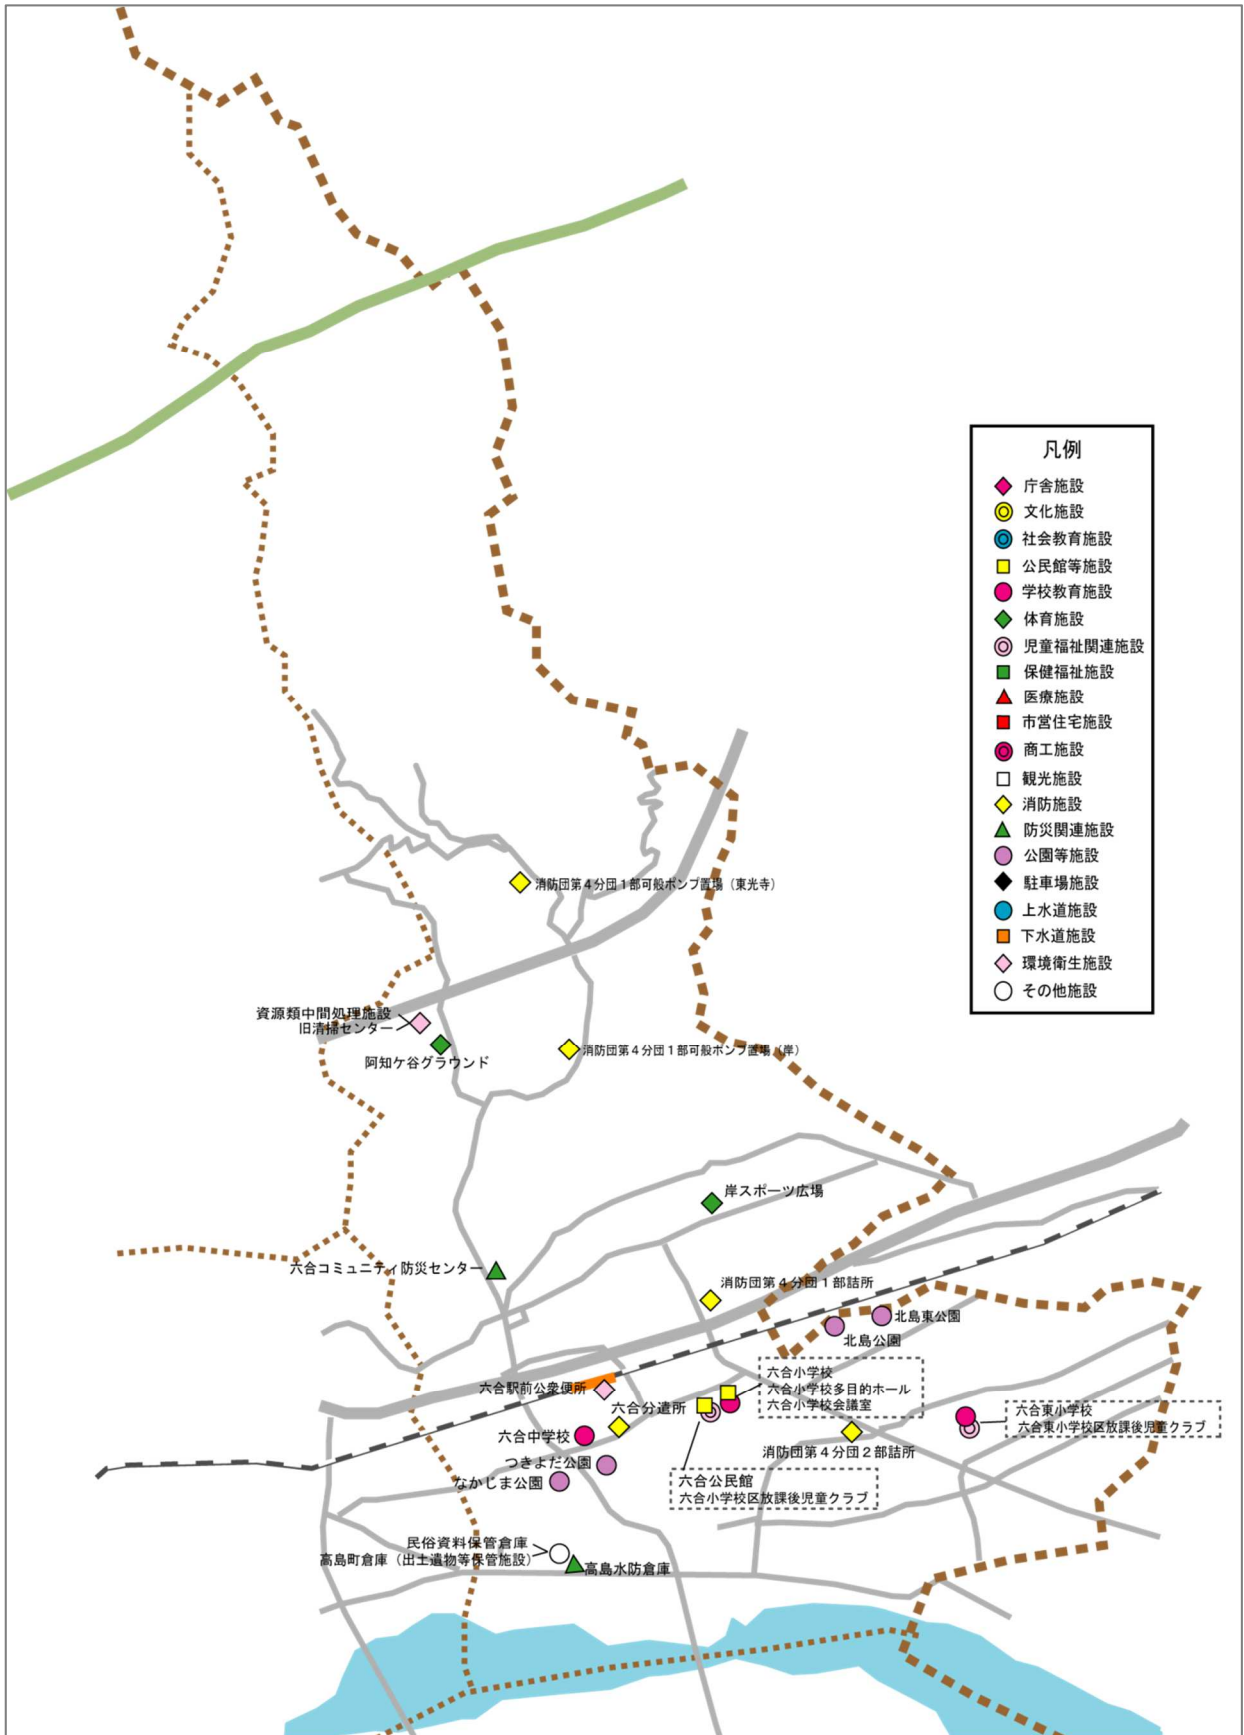 凡例
庁舎施設
文化施設
社会教育施設
公民館等施設
学校教育施設
体育施設
児童福祉関連施設
保健福祉施設
医療施設
市営住宅施設
商工施設
観光施設
消防施設
防災関連施設
公園等施設
駐車場施設
上水道施設
下水道施設
環境衛生施設
その他施設
消防団第４分団１部可般ポンプ置場（東光寺）
資源類中間処理施設
旧清掃センター
阿知ケ谷グラウンド
消防団第４分団１部可般ポンプ置場（岸）
岸スポーツ広場
六合コミュニティ防災センター
消防団第４分団１部詰所
北島東公園
北島公園
六合駅前公衆便所
六合分遣所
六合小学校
六合小学校多目的ホール
六合小学校会議室
六合東小学校
六合東小学校区放課後児童クラブ
六合中学校
消防団第４分団２部詰所
つきよだ公園
なかじま公園
六合公民館
六合小学校区放課後児童クラブ
民俗資料保管倉庫
高島町倉庫（出土遺物等保管施設）
高島水防倉庫